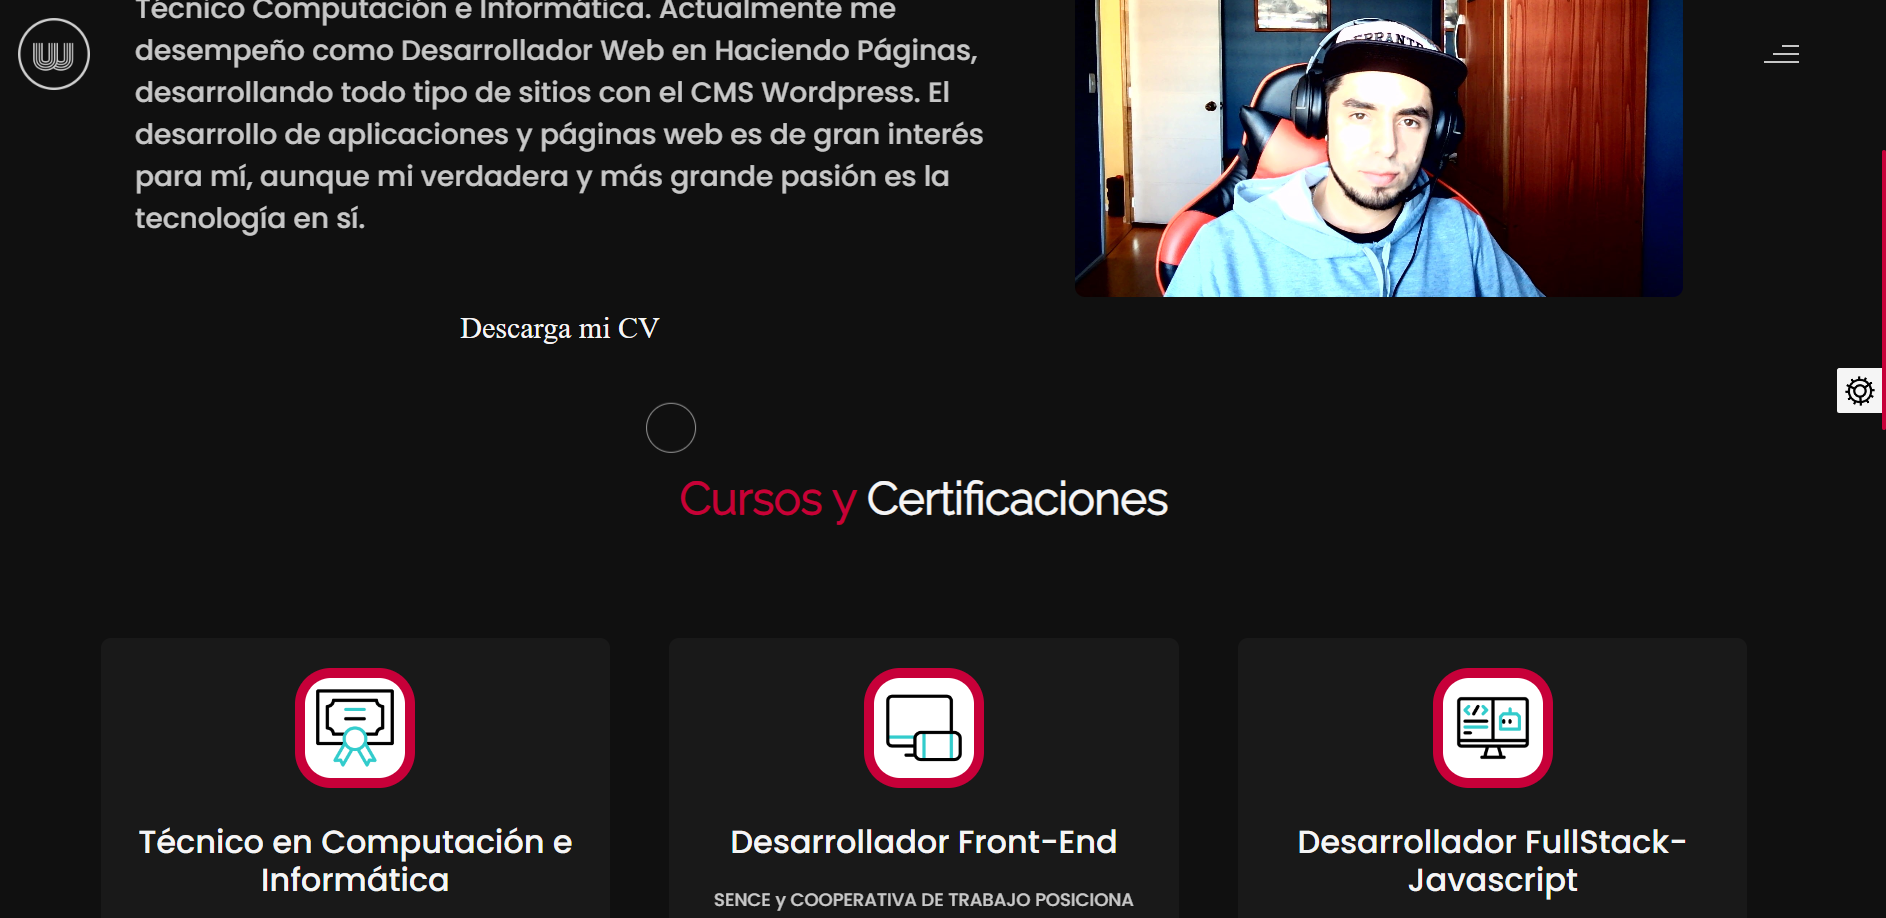 Técnico Computación e Informática. Actualmente me
desempeño como Desarrollador Web en Haciendo Páginas,
desarrollando todo tipo de sitios con el CMS Wordpress. El
desarrollo de aplicaciones y páginas web es de gran interés
para mí, aunque mi verdadera y más grande pasión es la
tecnología en sí.
Descarga mi CV
Cursos y Certificaciones
Técnico en Computación e
Informática
Desarrollador Front-End
SENCE y COOPERATIVA DE TRABAJO POSICIONA
Desarrollador FullStack-
Javascript